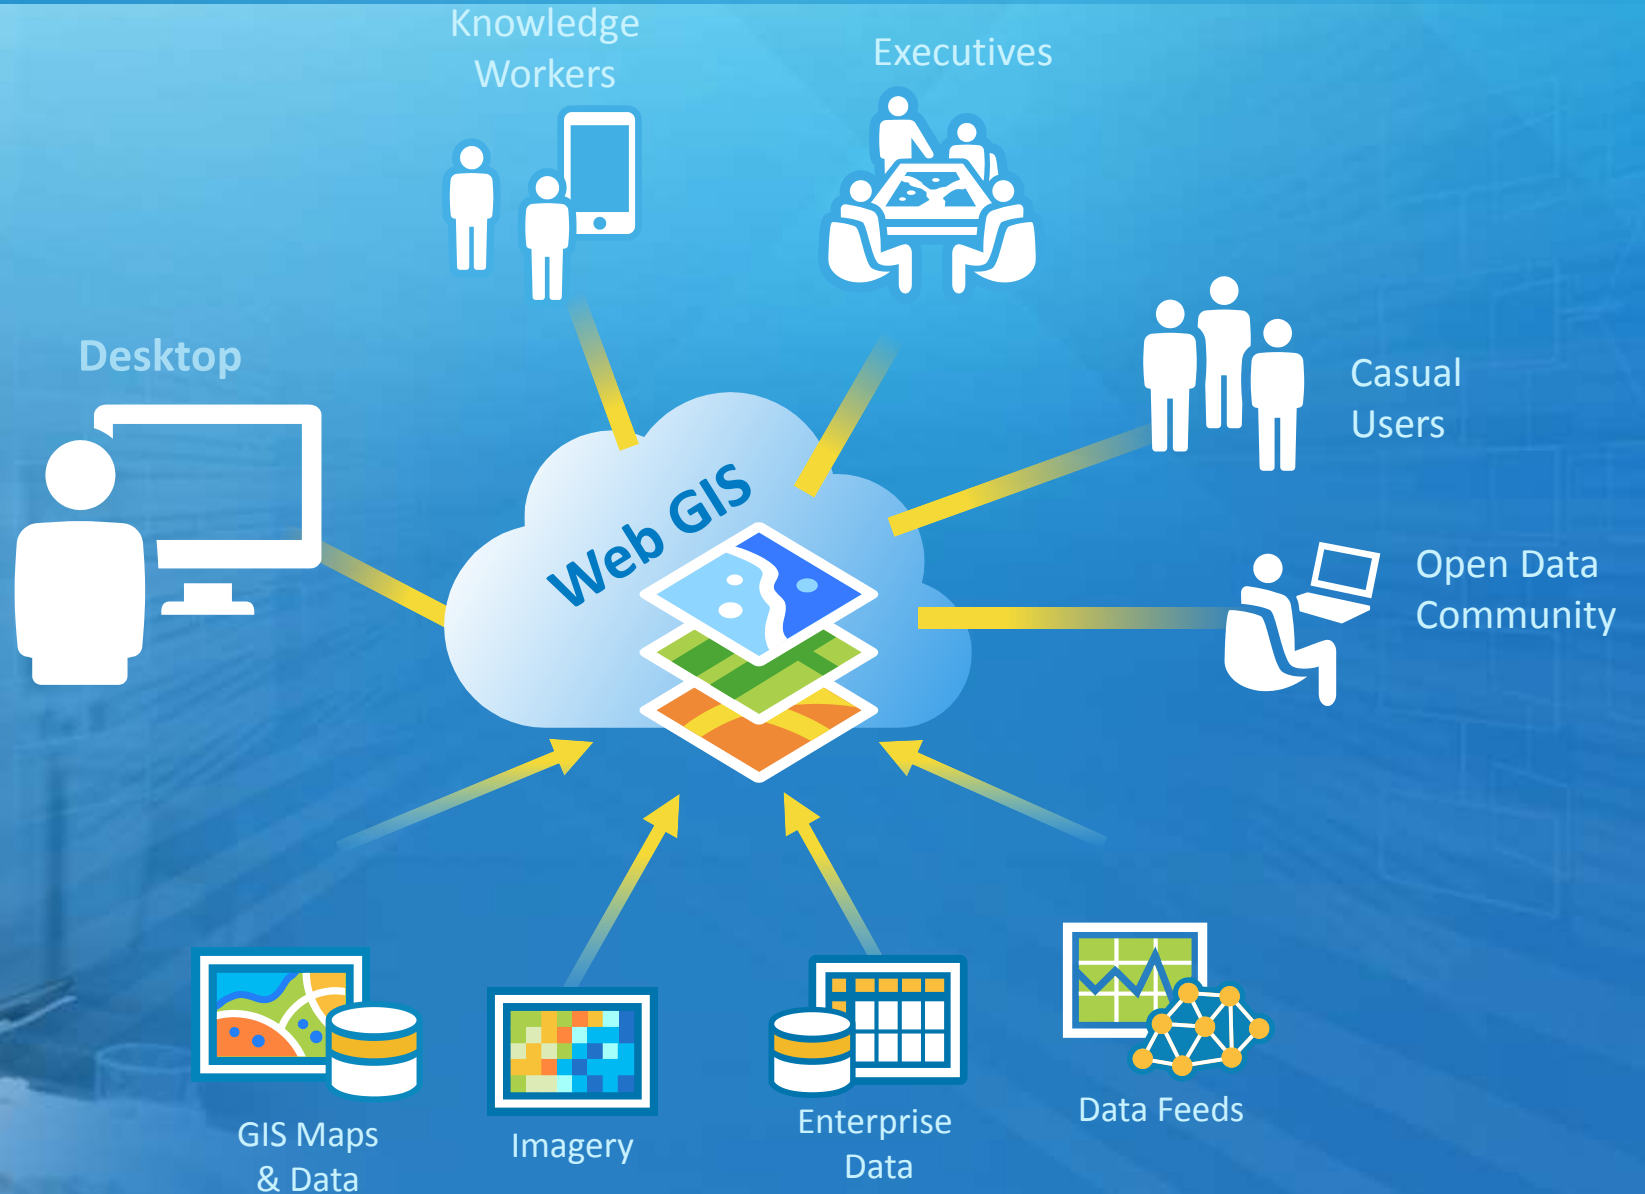 Knowledge
Workers
Executives
Desktop
Casual
Users
Web GIS
Open Data
Community
GIS Maps
& Data
Imagery
Enterprise
Data
Data Feeds